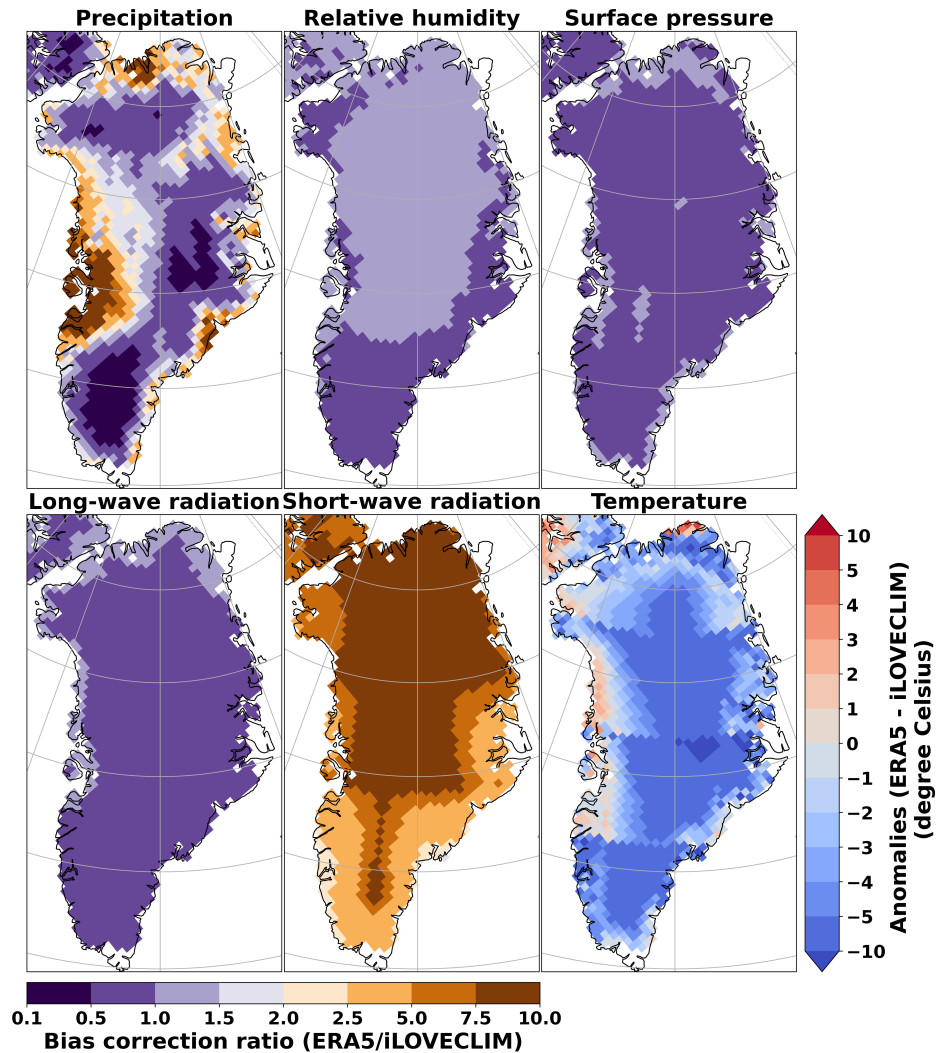 Precipitation
Relative humidity
Surface pressure
Long-wave radiation
Short-wave radiation
Temperature
10
5
4
3
2
1
0
−1
−2
−3
−4
−5
−10
Anomalies (ERA5 - iLOVECLIM)
(degree Celsius)
0.1 0.5 1.0 1.5 2.0 2.5 5.0 7.5 10.0
Bias correction ratio (ERA5/iLOVECLIM)